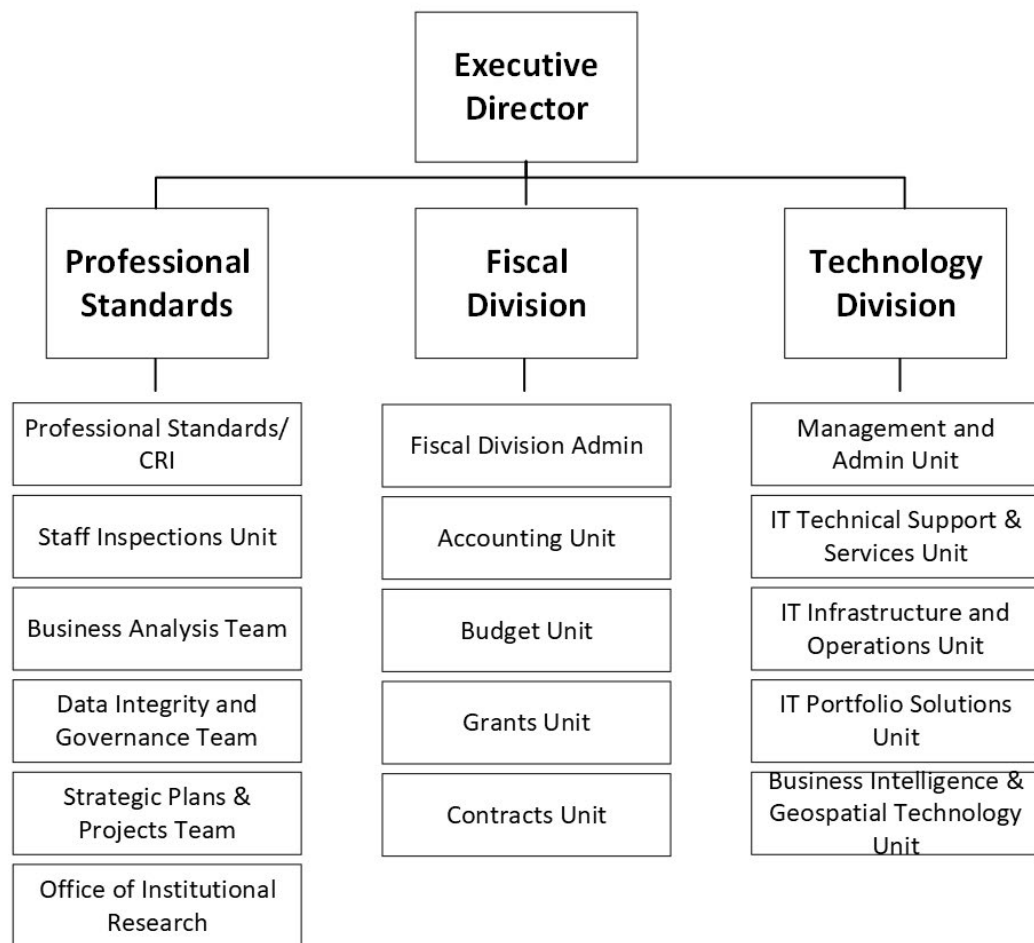 Executive
Director
Professional
Standards
Fiscal
Division
Technology
Division
Professional Standards/
CRI
Staff Inspections Unit
Business Analysis Team
Data Integrity and
Governance Team
Strategic Plans &
Projects Team
Office of Institutional
Research
Fiscal Division Admin
Accounting Unit
Budget Unit
Grants Unit
Contracts Unit
Management and
Admin Unit
IT Technical Support &
Services Unit
IT Infrastructure and
Operations Unit
IT Portfolio Solutions
Unit
Business Intelligence &
Geospatial Technology
Unit